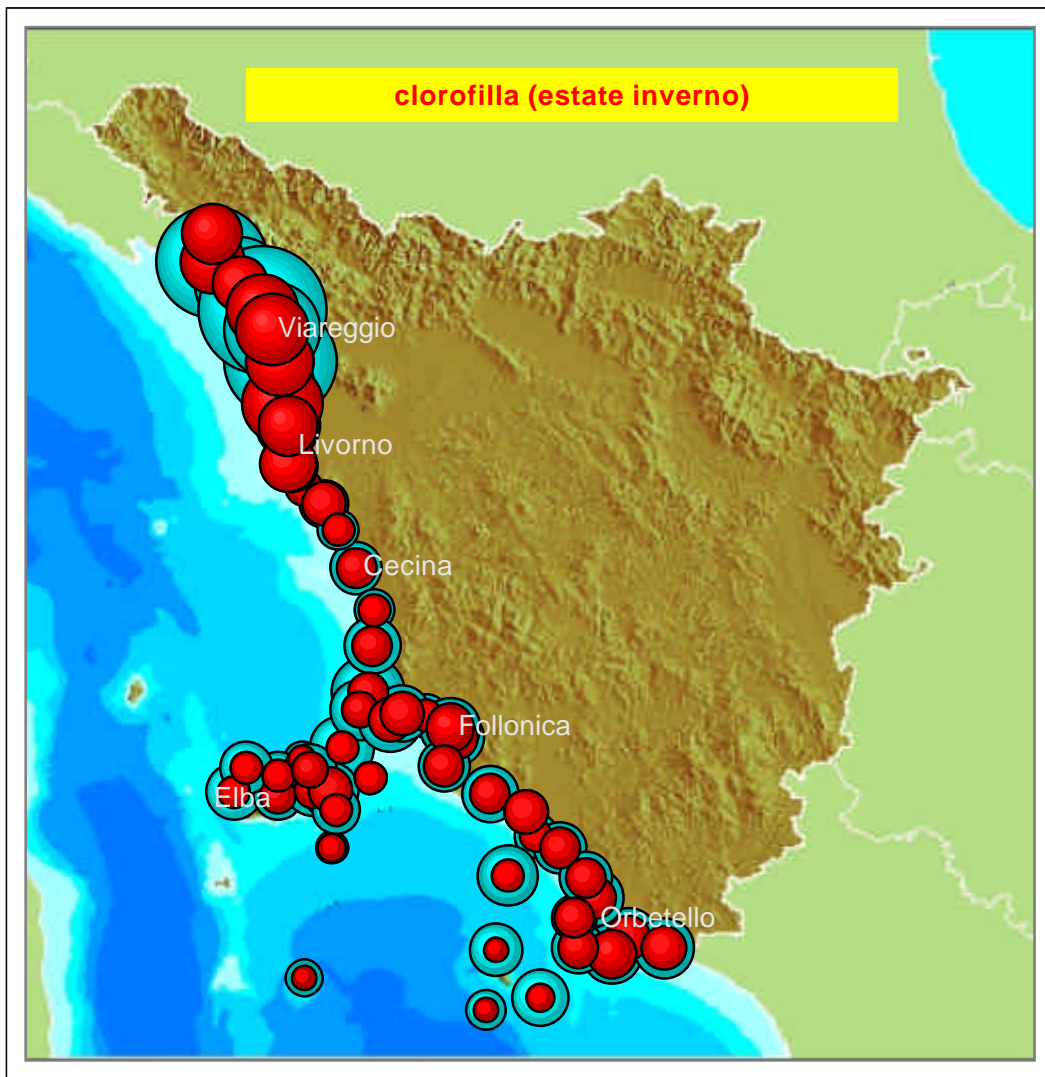 clorofilla (estate inverno)
Viareggio
Livorno
Cecina
Follonica
Elba
Orbetello